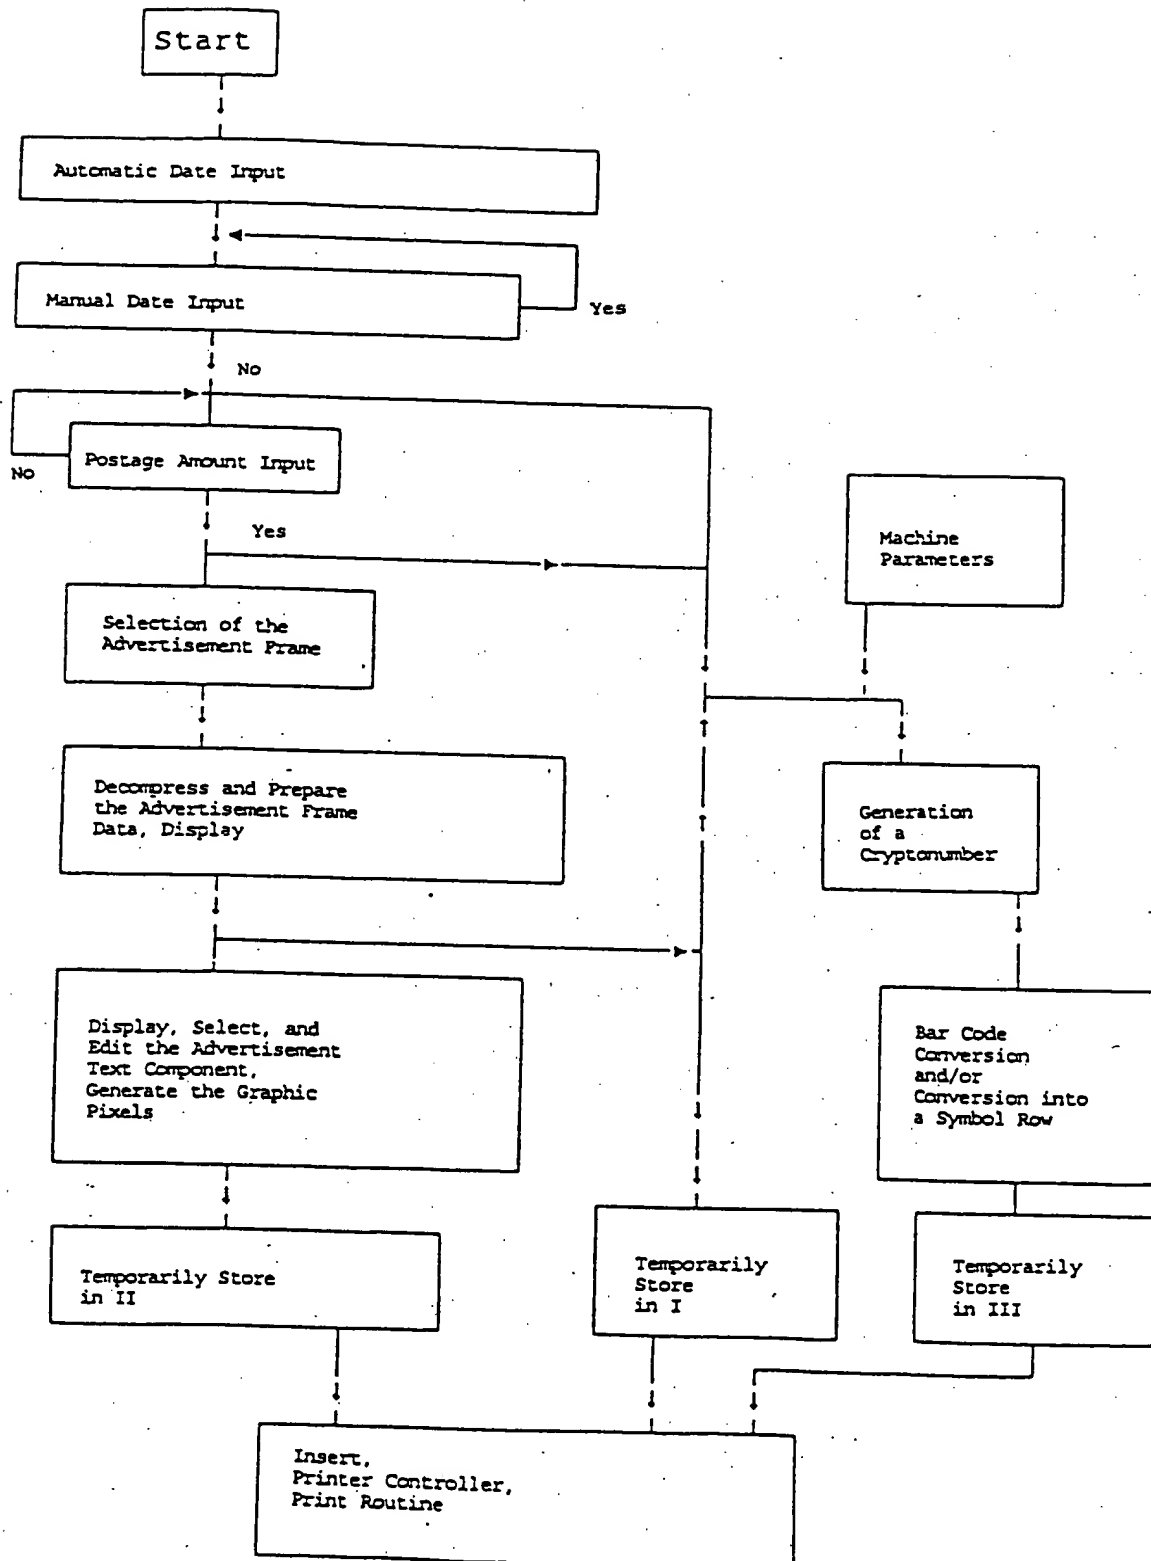 Start
Automatic Date Input
Manual Date Input
Yes
No
Postage Amount Input
No
Yes
Machine
Parameters
Selection of the
Advertisement Frame
Decompress and Prepare
the Advertisement Frame
Data, Display
Generation
of a
Cryptonumber
Display, Select, and
Edit the Advertisement
Text Component,
Generate the Graphic
Pixels
Bar Code
Conversion
and/or
Conversion into
a Symbol Row
Temporarily Store
in II
Temporarily
Store
in I
Temporarily
Store
in III
Insert,
Printer Controller,
Print Routine